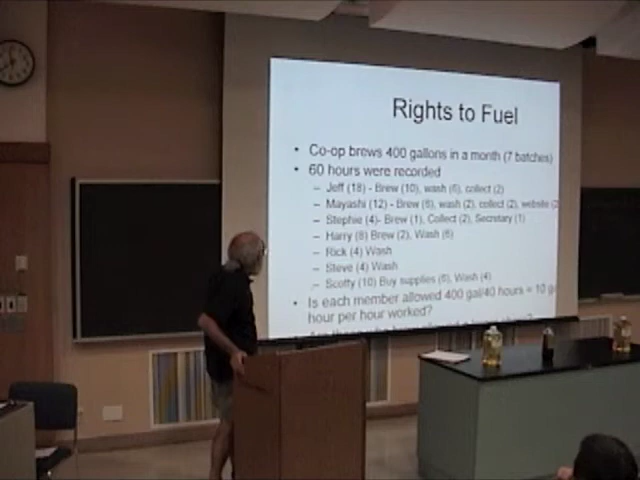 Rights to Fuel
• Co-op brews 400 gallons in a month (7 batches)
• 60 hours were recorded
– Jeff (18) - Brew (10), wash (6), collect (2)
– Mayashi (12) - Brew (6), wash (2), collect (2), website (2
– Stephie (4)- Brew (1), Collect (2), Secretary (1)
– Harry (8) Brew (2), Wash (6)
– Rick (4) Wash
– Steve (4) Wash
– Scotty (10) Buy supplies (6), Wash (4)
• Is each member allowed 400 gal/40 hours = 10 g
hour per hour worked?